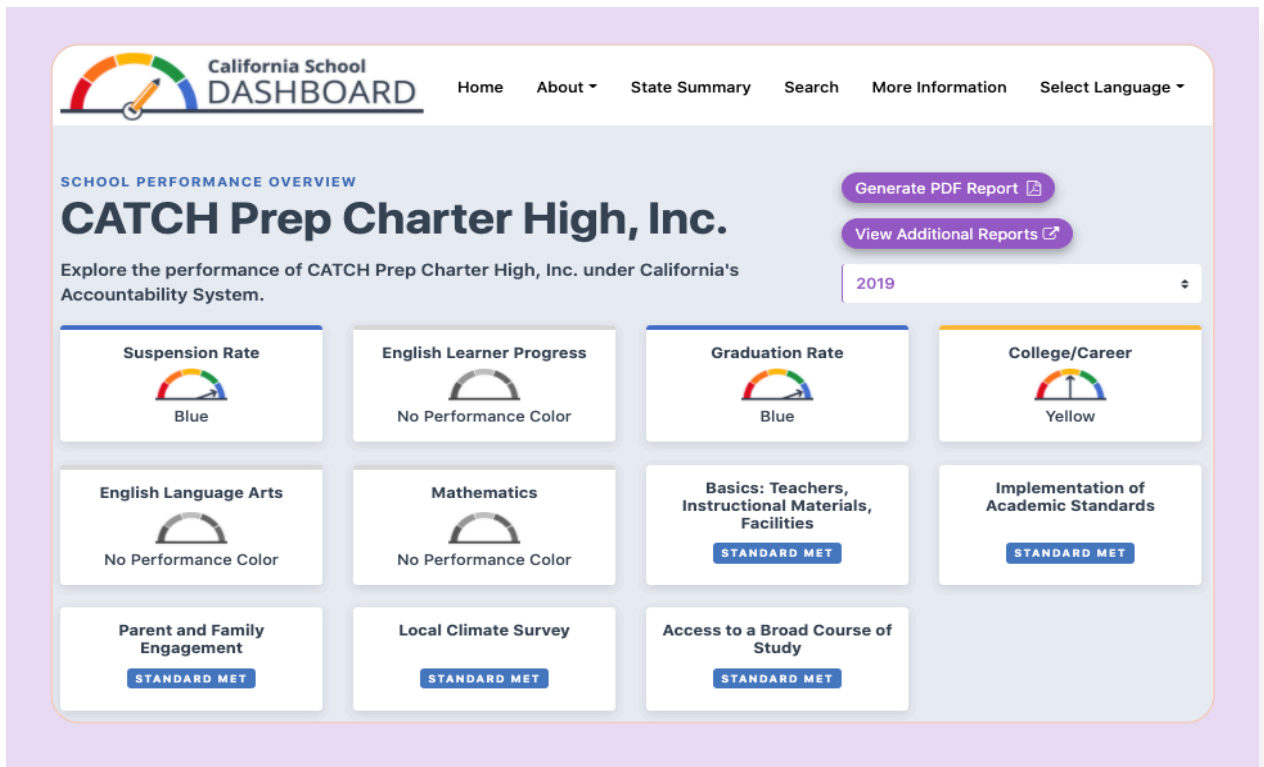 California School
DASHBOARD
Home About State Summary Search More Information Select Language
SCHOOL PERFORMANCE OVERVIEW
CATCH Prep Charter High, Inc.
Generate PDF Report
View Additional Reports
Explore the performance of CATCH Prep Charter High, Inc. under California's
Accountability System.
2019
Suspension Rate
Blue
English Learner Progress
No Performance Color
Graduation Rate
Blue
College/Career
Yellow
English Language Arts
No Performance Color
Mathematics
No Performance Color
Basics: Teachers,
Instructional Materials,
Facilities
STANDARD MET
Implementation of
Academic Standards
STANDARD MET
Parent and Family
Engagement
STANDARD MET
Local Climate Survey
STANDARD MET
Access to a Broad Course of
Study
STANDARD MET